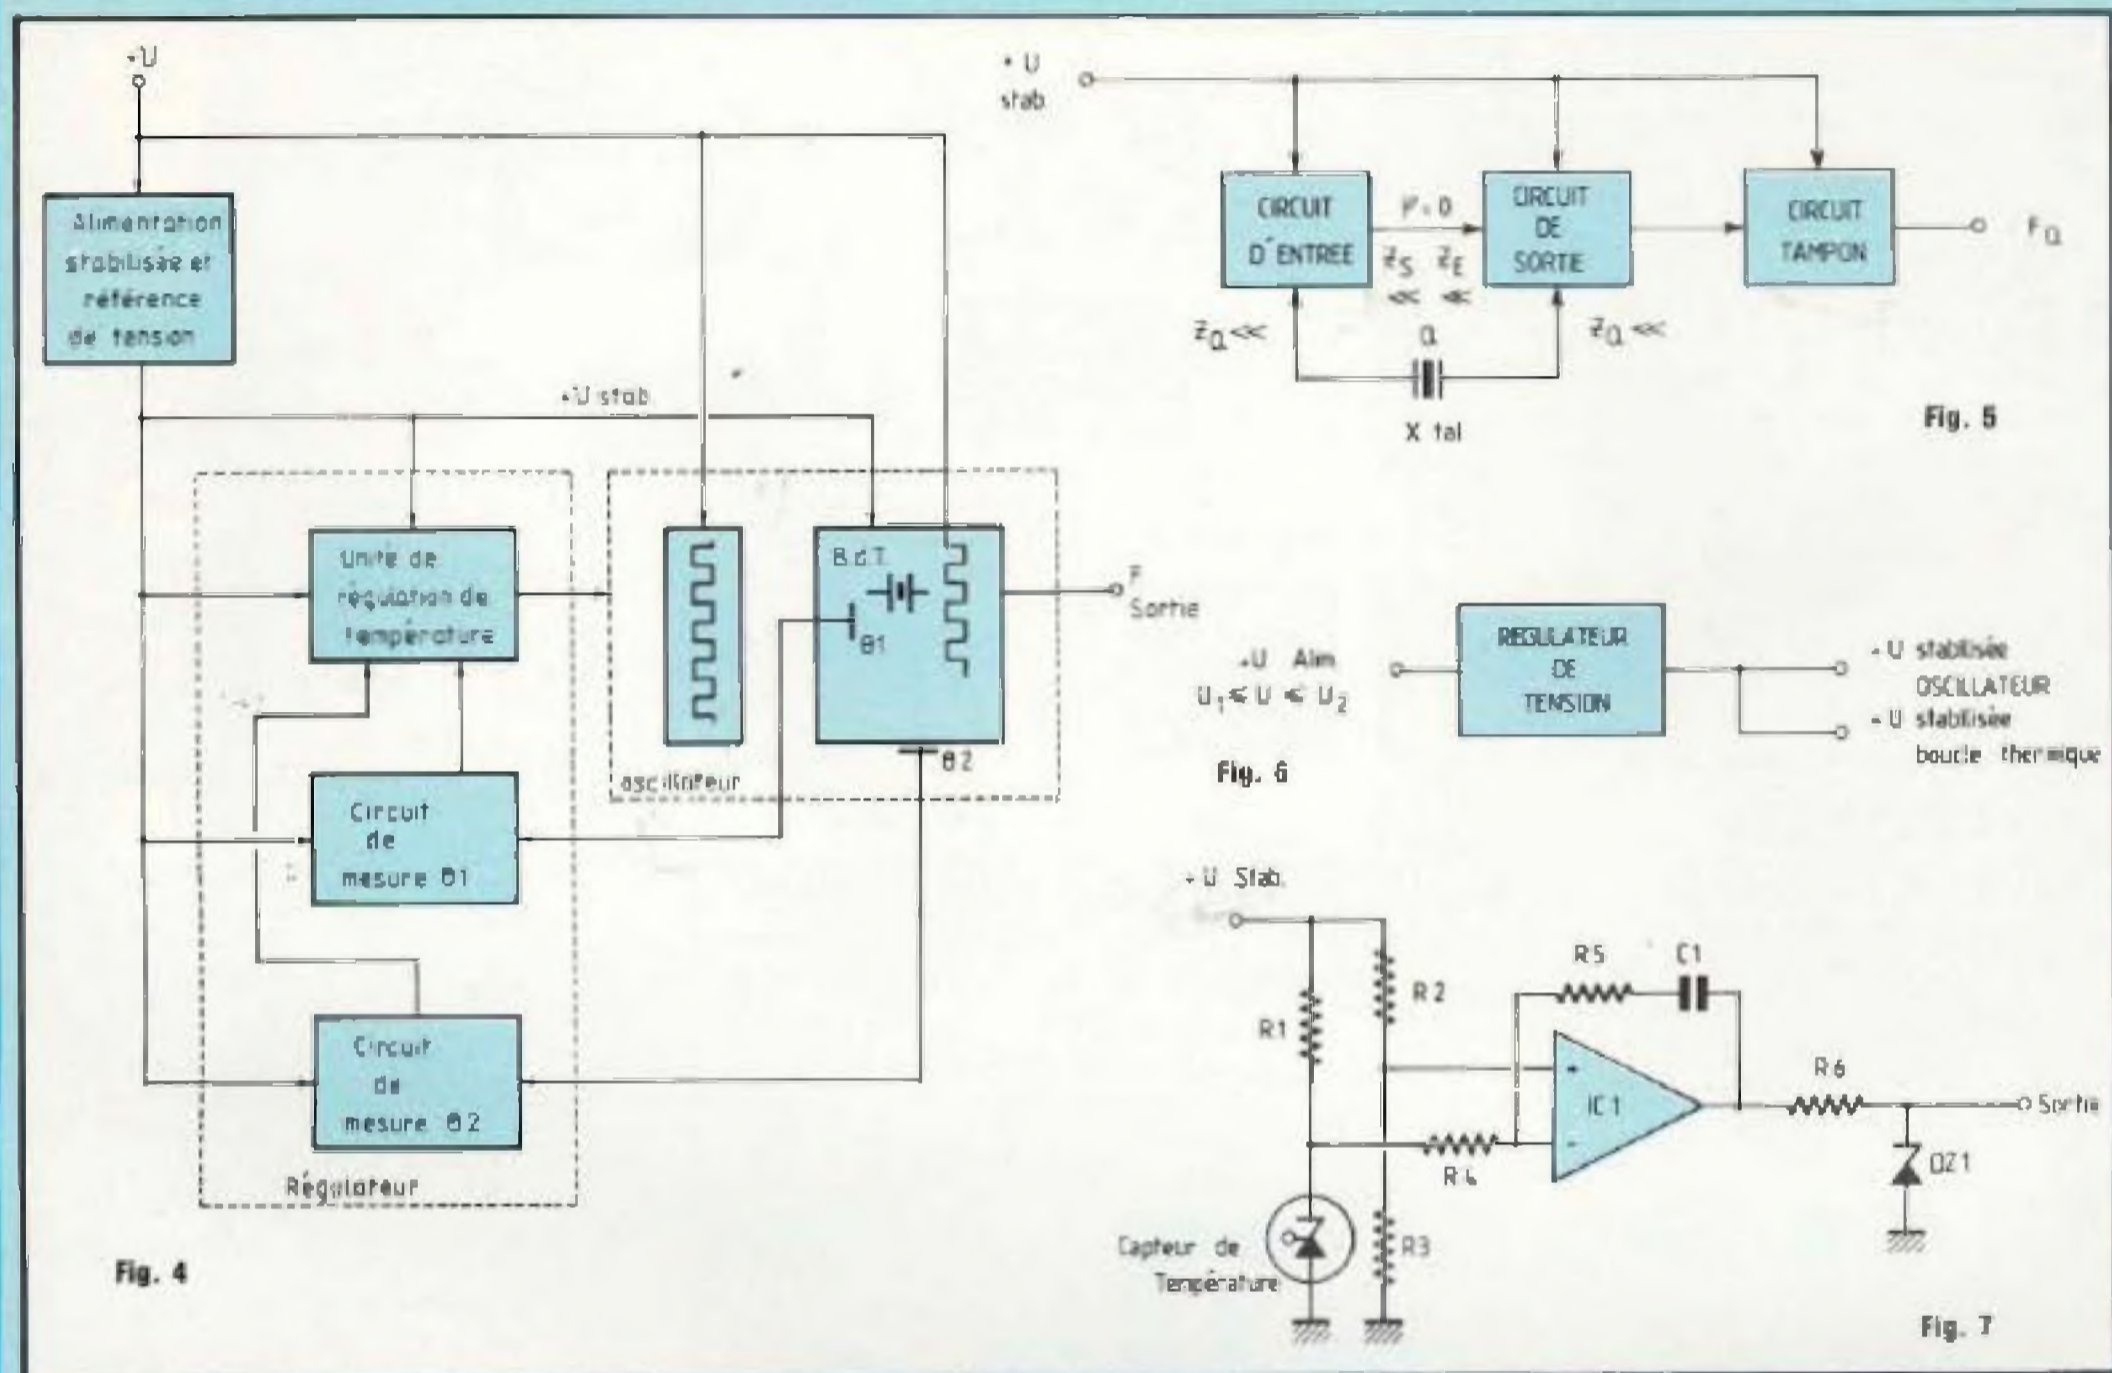 +U
Alimentation
stabilisée et
référence
de tension
+U stab.
Unité de
régulation de
température
Circuit
de
mesure θ1
Circuit
de
mesure θ2
Régulateur
B.d.T.
θ1
θ2
oscillateur
F
Sortie
Fig. 4
+U
stab.
CIRCUIT
D'ENTREE
Ψ=0
ZS ZE
≪ ≪
CIRCUIT
DE
SORTIE
CIRCUIT
TAMPON
FQ
ZQ ≪
Q
ZQ ≪
X tal
Fig. 5
+U Alim
U1 ≤ U ≤ U2
REGULATEUR
DE
TENSION
+U stabilisée
OSCILLATEUR
+U stabilisée
boucle thermique
Fig. 6
+U Stab.
R1
R2
R5
C1
+
IC1
-
R6
Sortie
R4
DZ1
Capteur de
Température
R3
Fig. 7